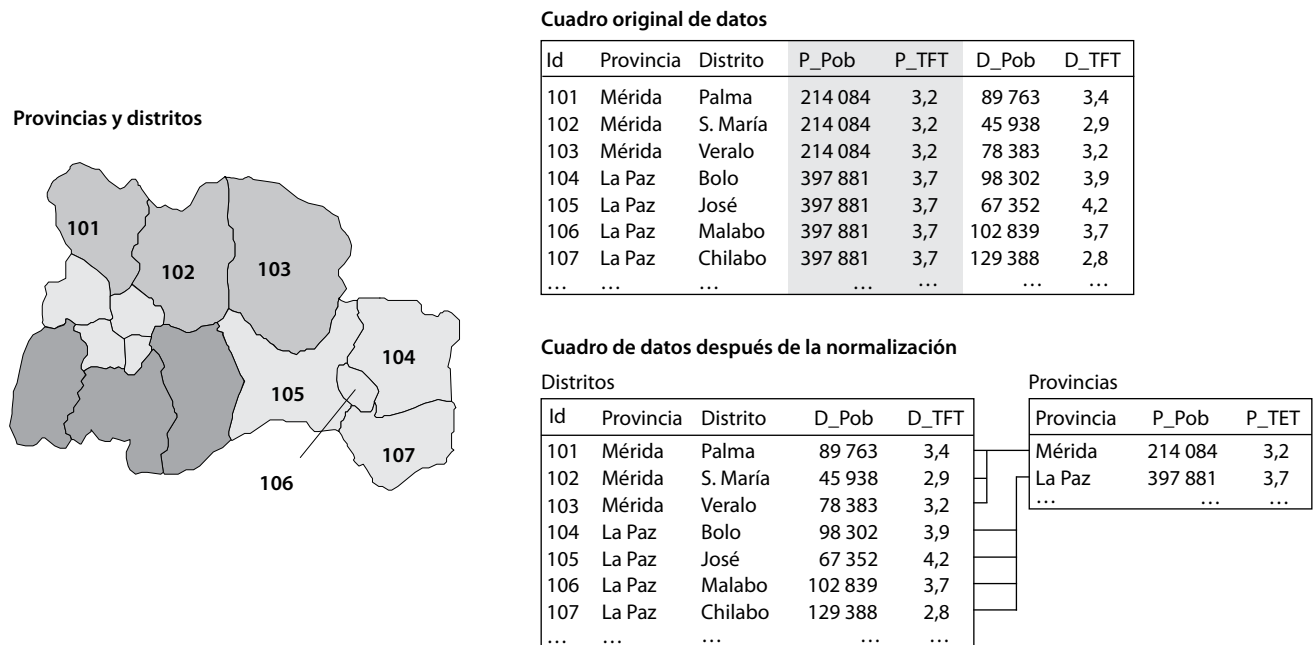 Provincias y distritos
101
102
103
104
105
107
106
Cuadro original de datos
Id Provincia Distrito P_Pob P_TFT D_Pob D_TFT
101 Mérida Palma 214 084 3,2 89 763 3,4
102 Mérida S. María 214 084 3,2 45 938 2,9
103 Mérida Veralo 214 084 3,2 78 383 3,2
104 La Paz Bolo 397 881 3,7 98 302 3,9
105 La Paz José 397 881 3,7 67 352 4,2
106 La Paz Malabo 397 881 3,7 102 839 3,7
107 La Paz Chilabo 397 881 3,7 129 388 2,8
... ... ... ... ... ... ...
Cuadro de datos después de la normalización
Distritos
Id Provincia Distrito D_Pob D_TFT
101 Mérida Palma 89 763 3,4
102 Mérida S. María 45 938 2,9
103 Mérida Veralo 78 383 3,2
104 La Paz Bolo 98 302 3,9
105 La Paz José 67 352 4,2
106 La Paz Malabo 102 839 3,7
107 La Paz Chilabo 129 388 2,8
... ... ... ... ...
Provincias
Provincia P_Pob P_TET
Mérida 214 084 3,2
La Paz 397 881 3,7
... ... ...